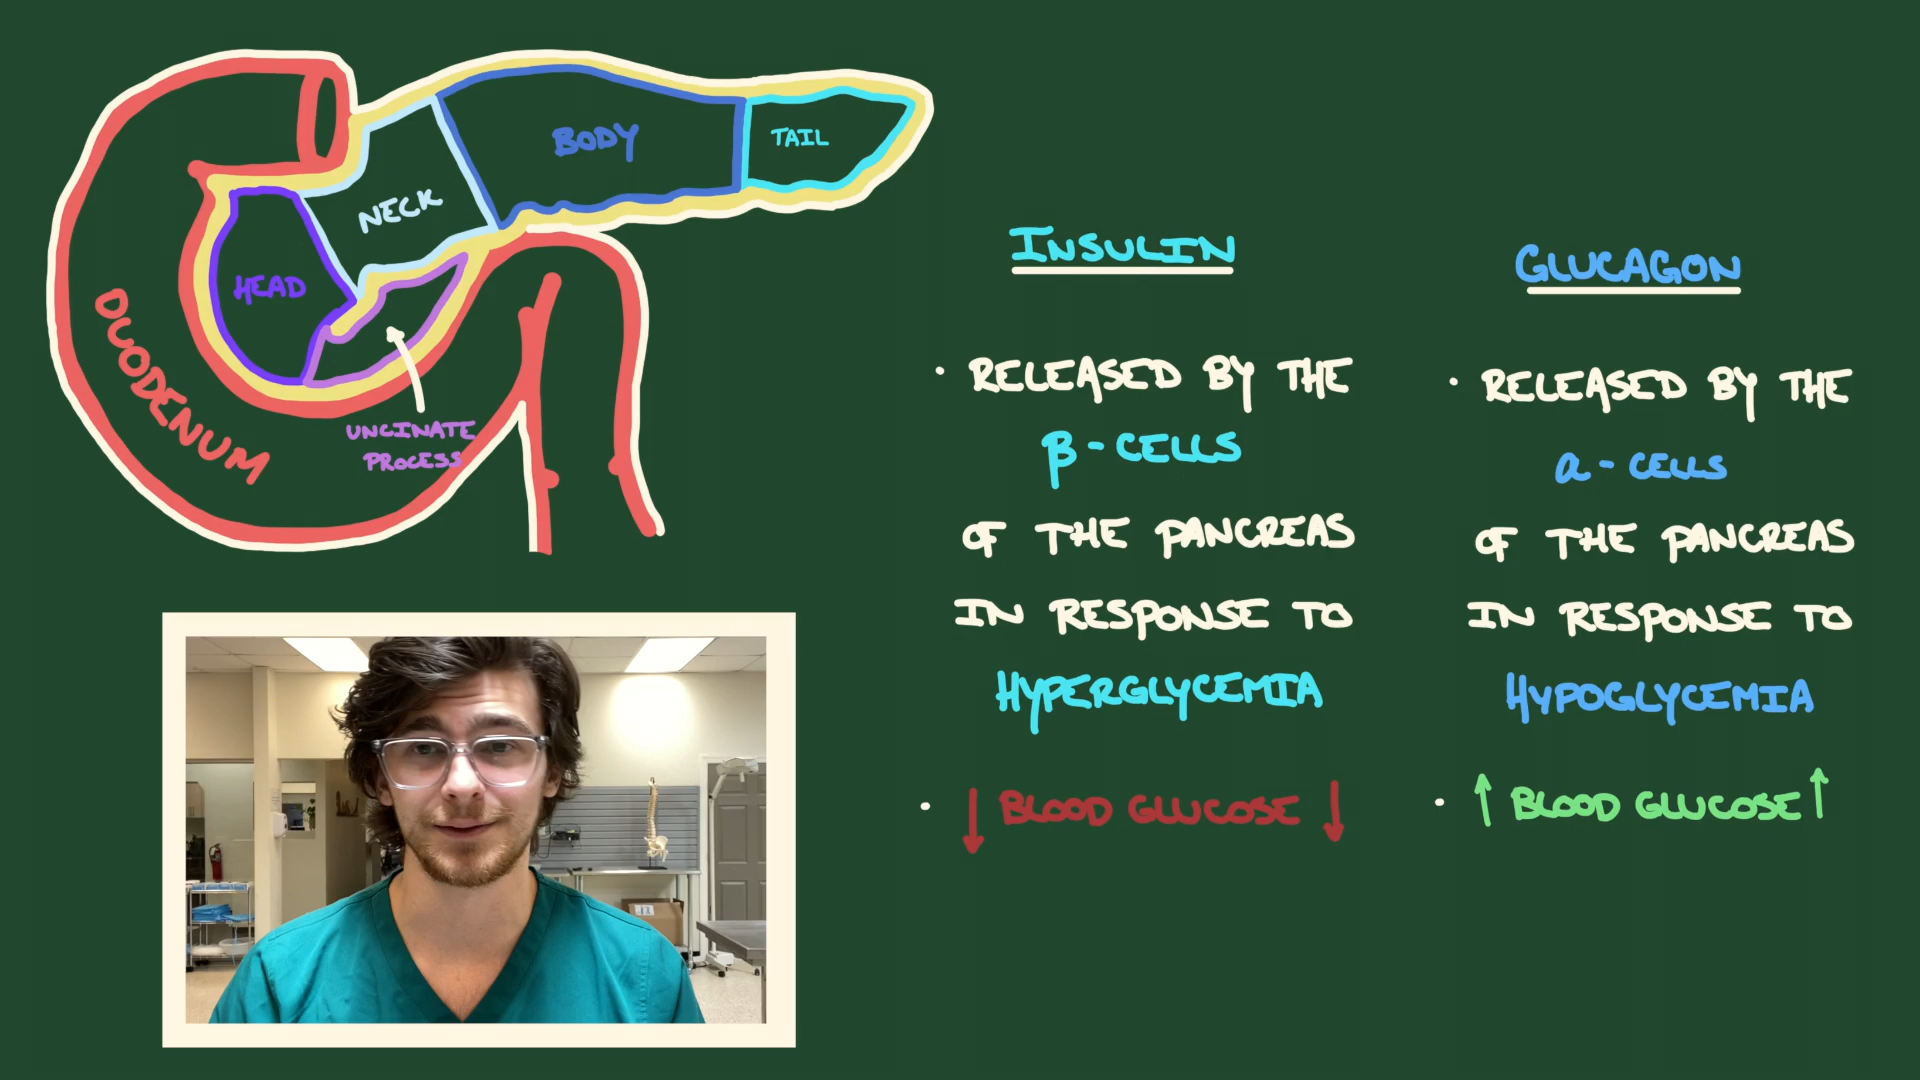 BODY
TAIL
NECK
HEAD
DUODENUM
UNCINATE
PROCESS
INSULIN
• RELEASED BY THE
β-CELLS
OF THE PANCREAS
IN RESPONSE TO
HYPERGLYCEMIA
• ↓ BLOOD GLUCOSE ↓
GLUCAGON
• RELEASED BY THE
α-CELLS
OF THE PANCREAS
IN RESPONSE TO
HYPOGLYCEMIA
• ↑ BLOOD GLUCOSE ↑